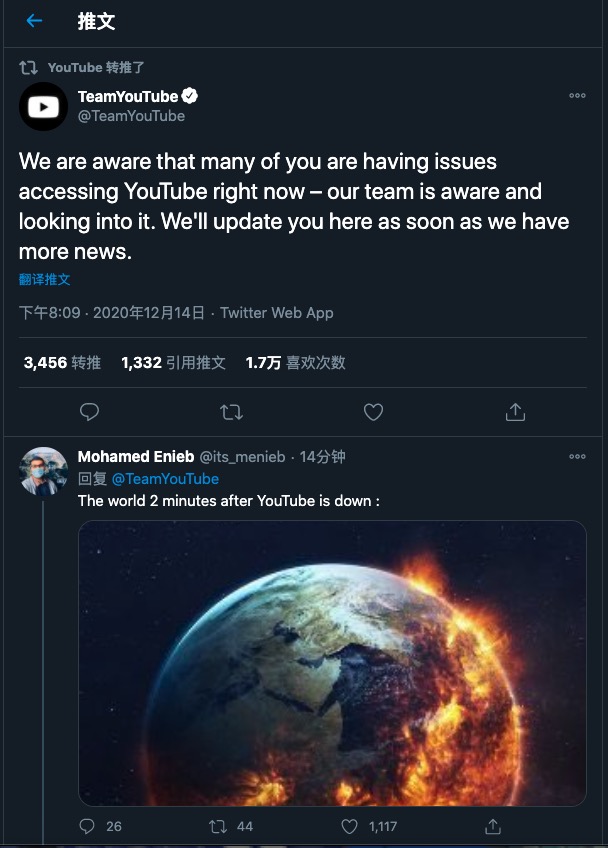 推文
YouTube 转推了
TeamYouTube
@TeamYouTube
We are aware that many of you are having issues
accessing YouTube right now – our team is aware and
looking into it. We'll update you here as soon as we have
more news.
翻译推文
下午8:09 · 2020年12月14日 · Twitter Web App
3,456 转推 1,332 引用推文 1.7万 喜欢次数
Mohamed Enieb @its_menieb · 14分钟
回复 @TeamYouTube
The world 2 minutes after YouTube is down :
26 44 1,117